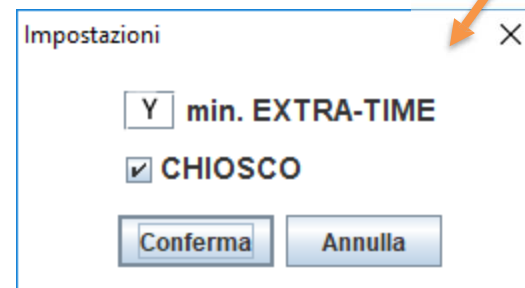 Impostazioni
Y min. EXTRA-TIME
CHIOSCO
Conferma Annulla